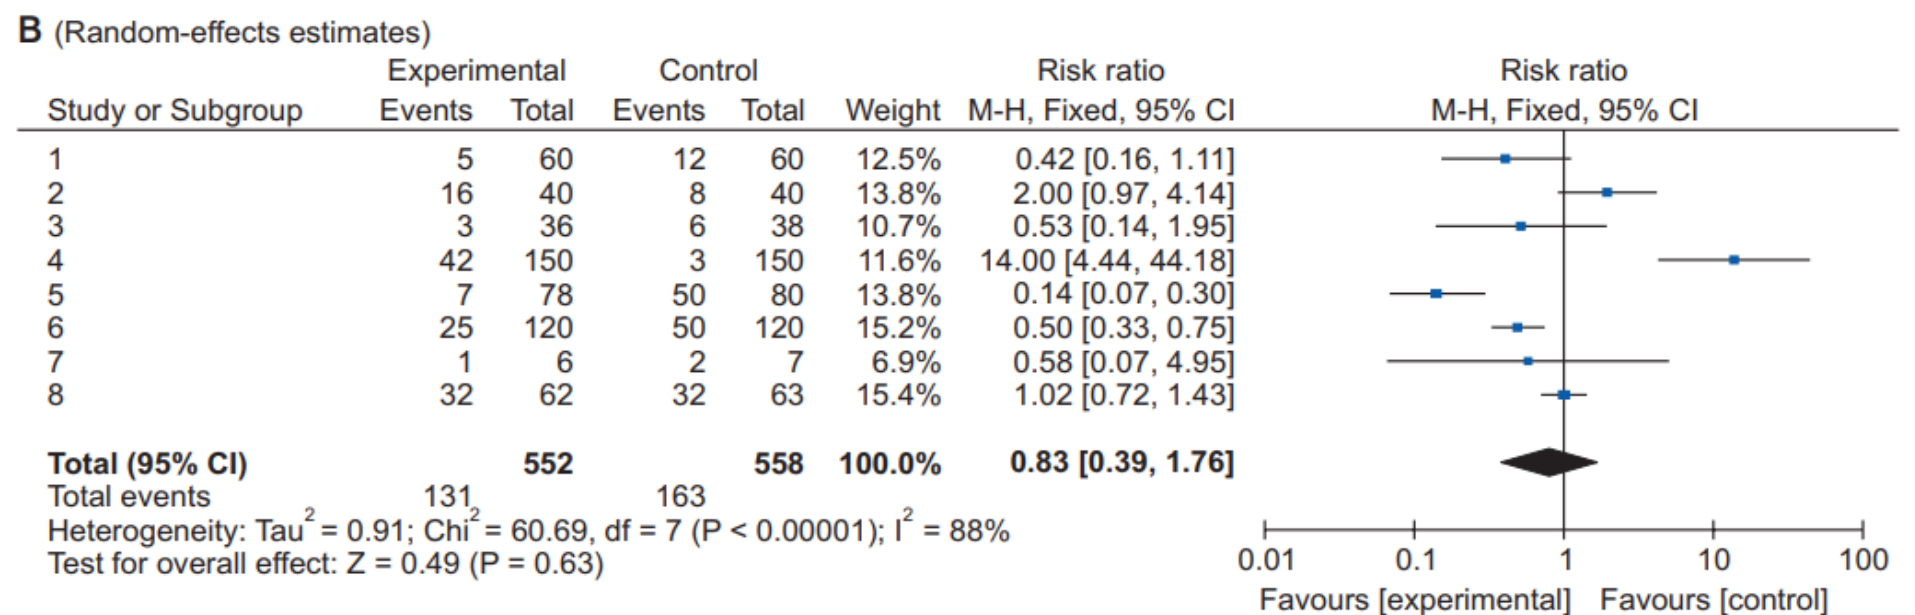 B (Random-effects estimates)
Experimental Control Risk ratio Risk ratio
Study or Subgroup Events Total Events Total Weight M-H, Fixed, 95% CI M-H, Fixed, 95% CI
1 5 60 12 60 12.5% 0.42 [0.16, 1.11]
2 16 40 8 40 13.8% 2.00 [0.97, 4.14]
3 3 36 6 38 10.7% 0.53 [0.14, 1.95]
4 42 150 3 150 11.6% 14.00 [4.44, 44.18]
5 7 78 50 80 13.8% 0.14 [0.07, 0.30]
6 25 120 50 120 15.2% 0.50 [0.33, 0.75]
7 1 6 2 7 6.9% 0.58 [0.07, 4.95]
8 32 62 32 63 15.4% 1.02 [0.72, 1.43]
Total (95% CI) 552 558 100.0% 0.83 [0.39, 1.76]
Total events 131 163
Heterogeneity: Tau² = 0.91; Chi² = 60.69, df = 7 (P < 0.00001); I² = 88%
Test for overall effect: Z = 0.49 (P = 0.63)
0.01 0.1 1 10 100
Favours [experimental] Favours [control]